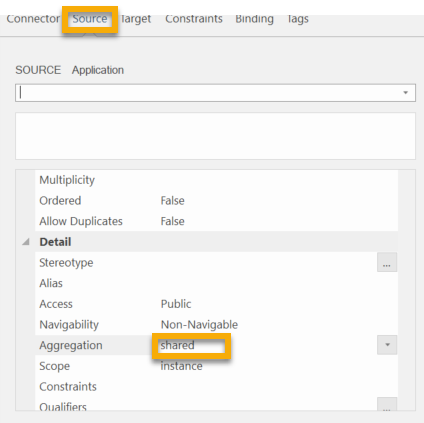 Connector Source Target Constraints Binding Tags
SOURCE Application
Multiplicity
Ordered False
Allow Duplicates False
Detail
Stereotype ...
Alias
Access Public
Navigability Non-Navigable
Aggregation shared
Scope Instance
Constraints
Qualifiers ...